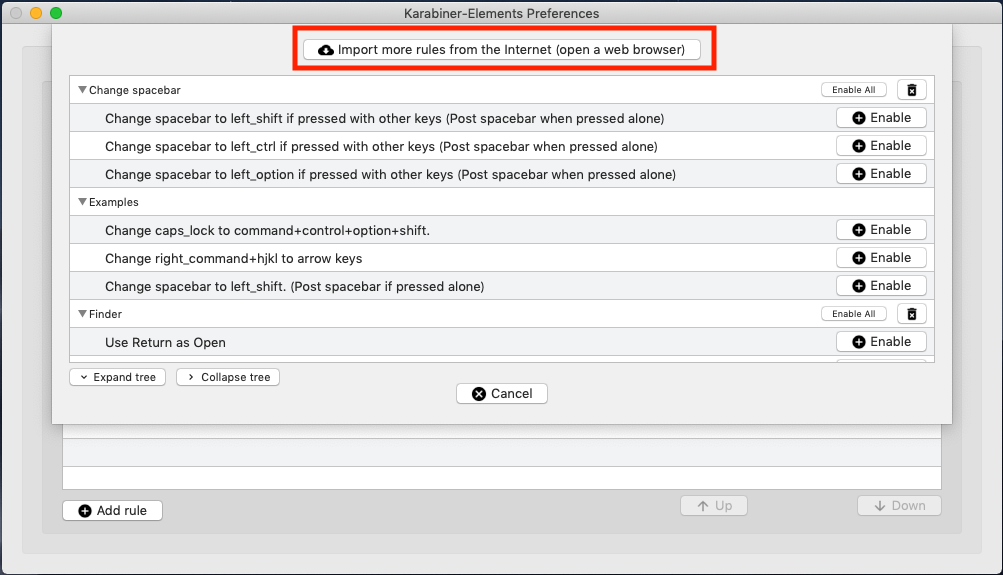 Karabiner-Elements Preferences
Import more rules from the Internet (open a web browser)
Change spacebar Enable All
Change spacebar to left_shift if pressed with other keys (Post spacebar when pressed alone) Enable
Change spacebar to left_ctrl if pressed with other keys (Post spacebar when pressed alone) Enable
Change spacebar to left_option if pressed with other keys (Post spacebar when pressed alone) Enable
Examples
Change caps_lock to command+control+option+shift. Enable
Change right_command+hjkl to arrow keys Enable
Change spacebar to left_shift. (Post spacebar if pressed alone) Enable
Finder Enable All
Use Return as Open Enable
Expand tree Collapse tree
Cancel
Add rule Up Down